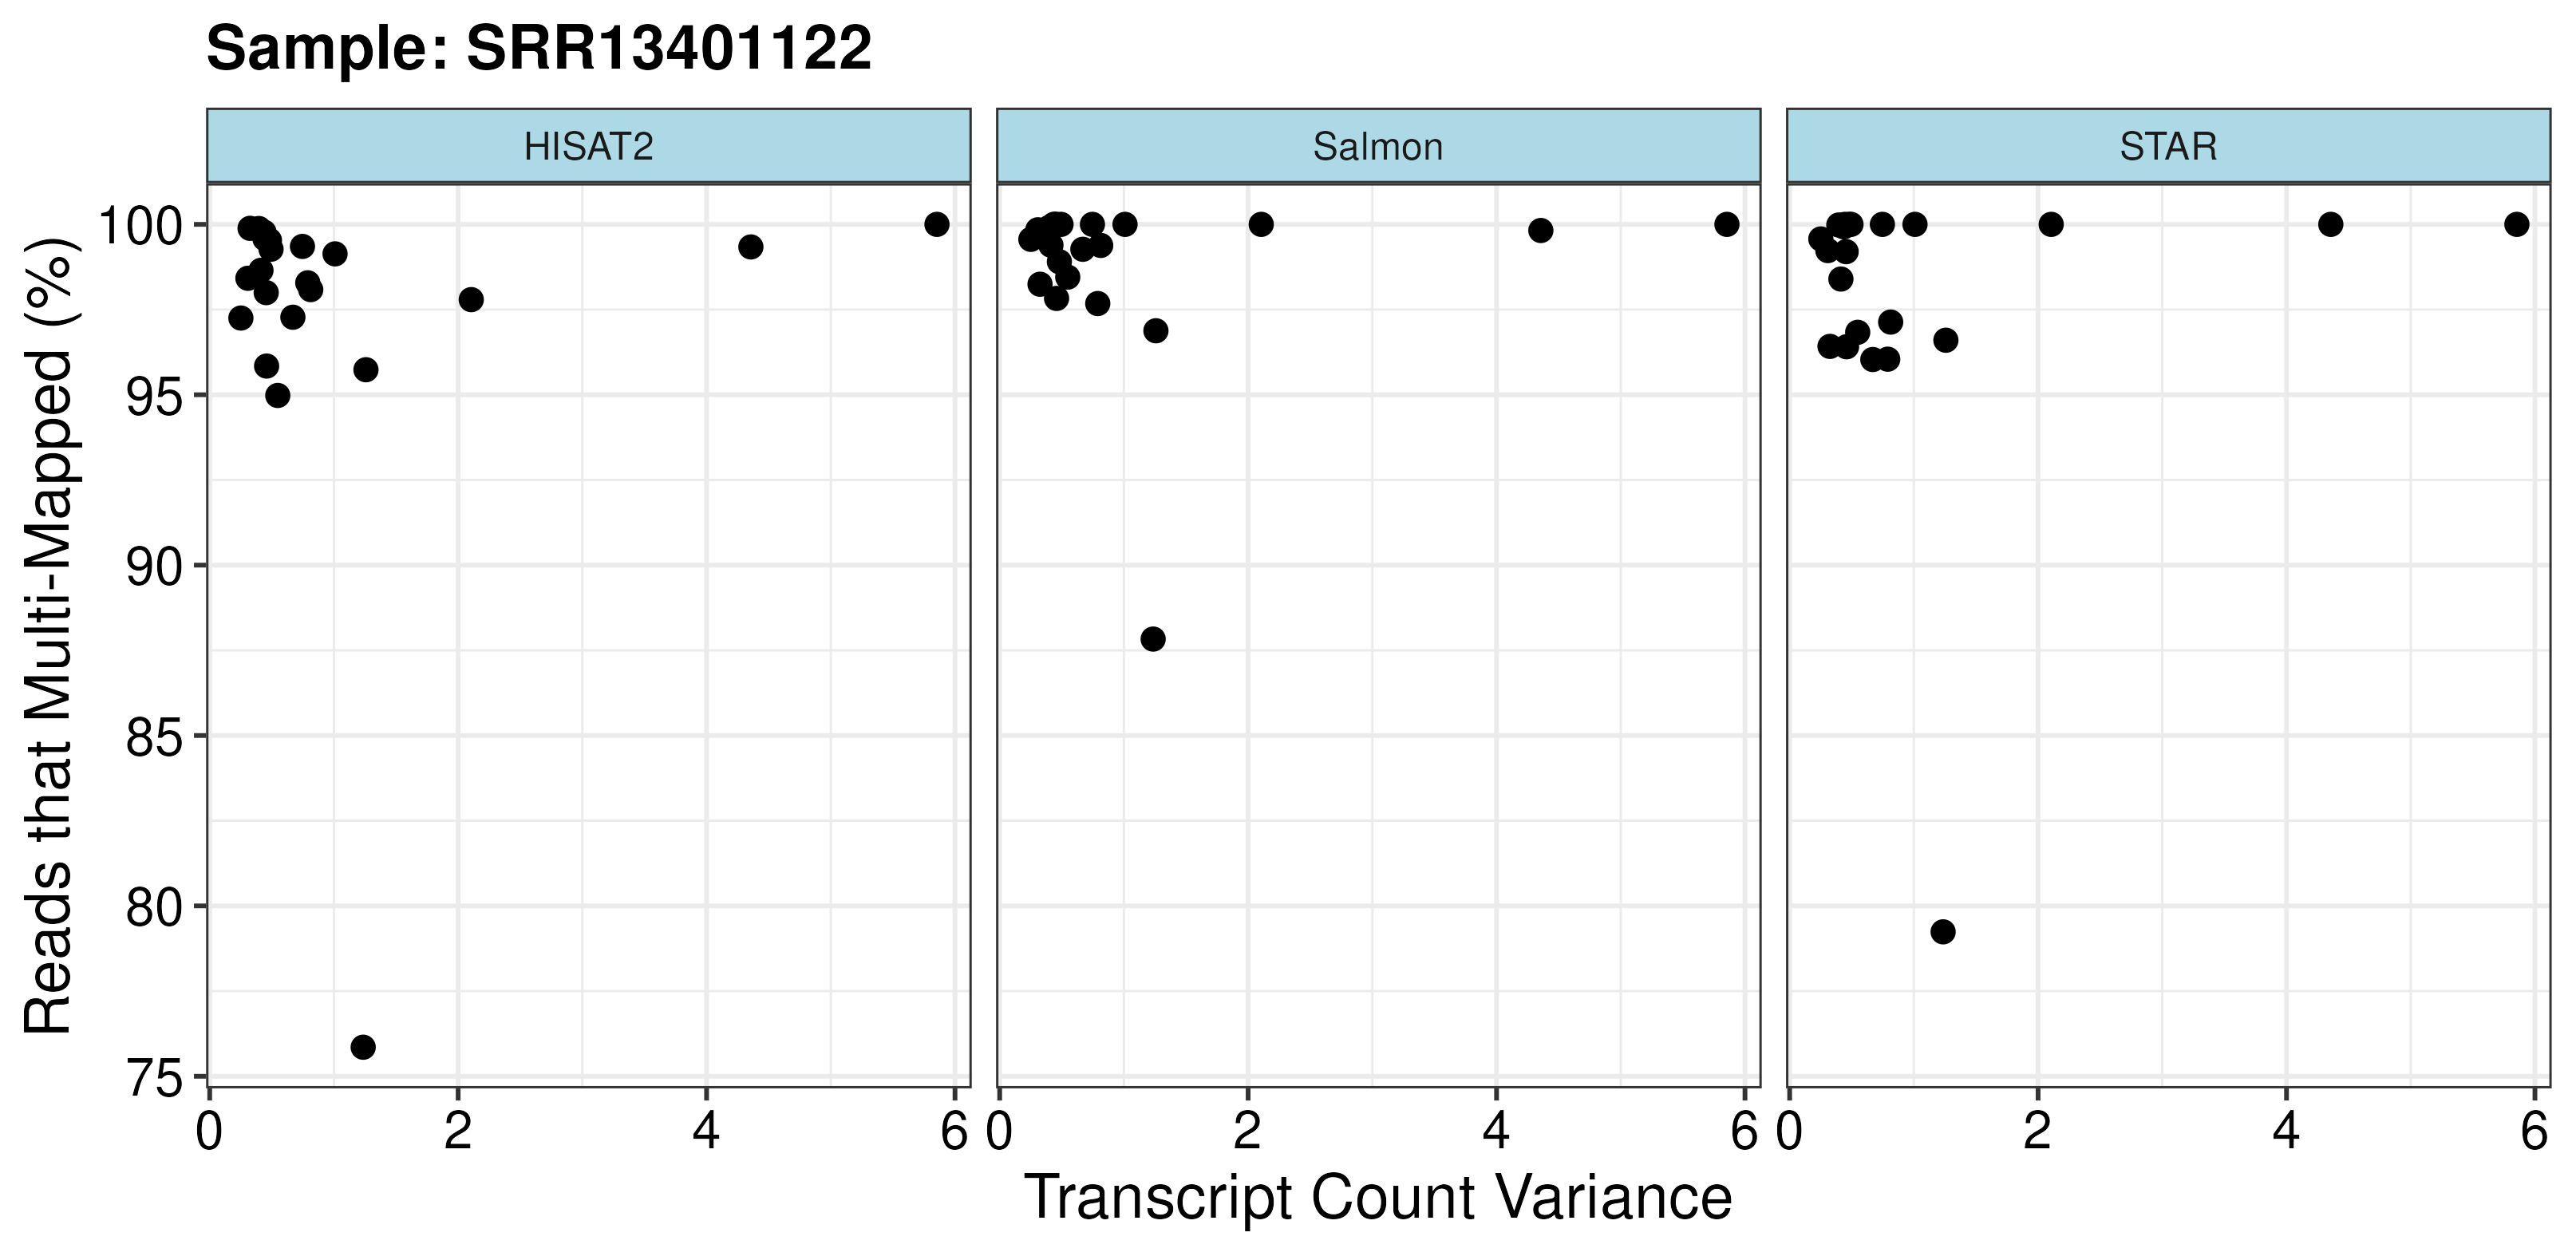 Sample: SRR13401122
HISAT2 Salmon STAR
Reads that Multi-Mapped (%)
100
95
90
85
80
75
0 2 4 6 0 2 4 6 0 2 4 6
Transcript Count Variance